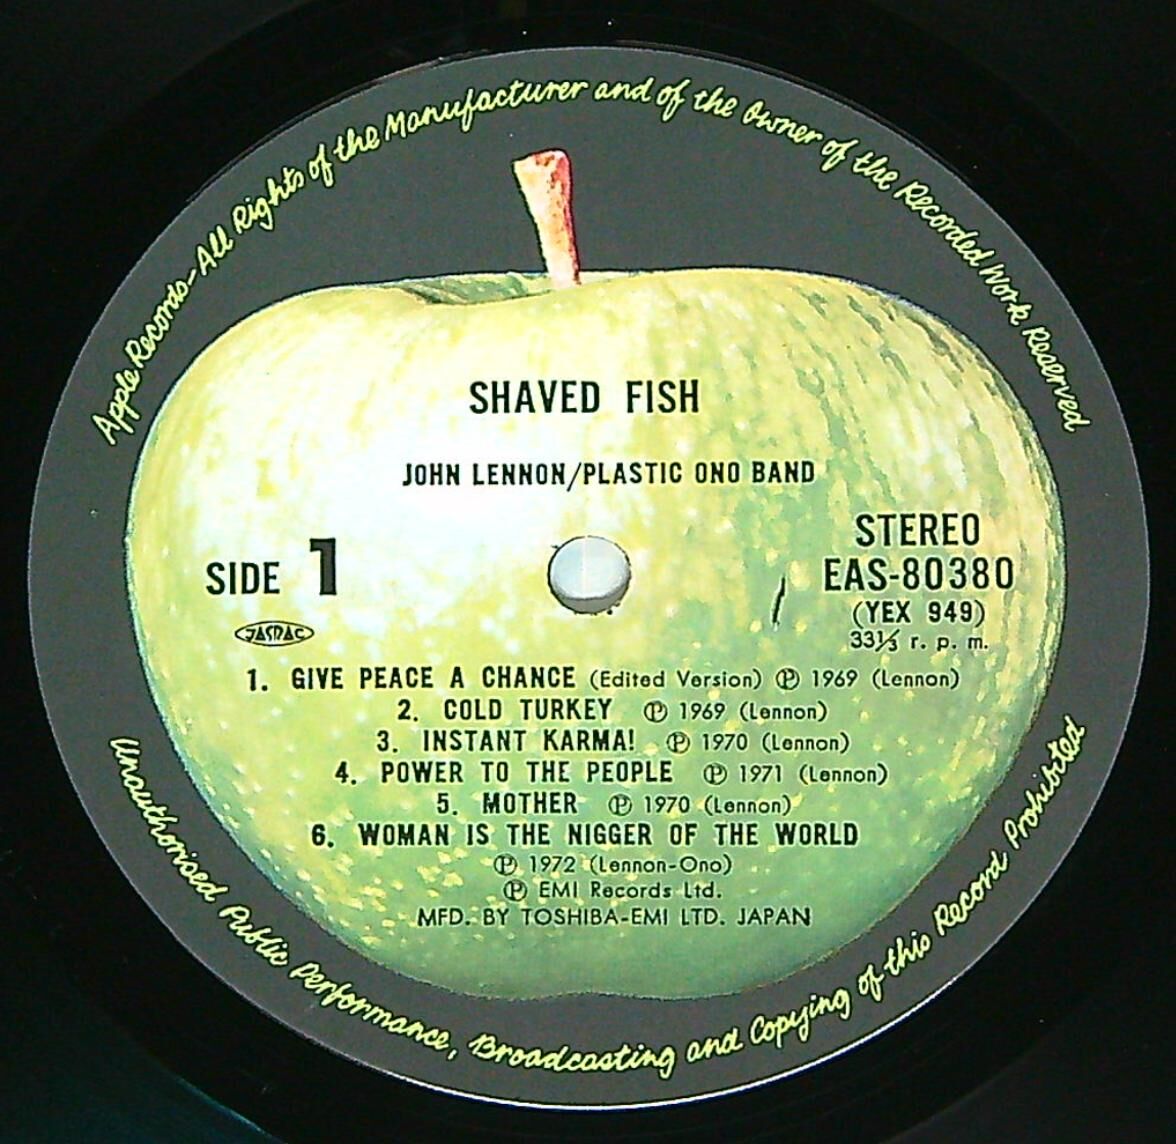 Apple Records-All Rights of the Manufacturer and of the Owner of the Recorded Work Reserved
SHAVED FISH
JOHN LENNON/PLASTIC ONO BAND
SIDE 1
JASRAC
STEREO
EAS-80380
(YEX 949)
33⅓ r. p. m.
1. GIVE PEACE A CHANCE (Edited Version) Ⓟ 1969 (Lennon)
2. COLD TURKEY Ⓟ 1969 (Lennon)
3. INSTANT KARMA! Ⓟ 1970 (Lennon)
4. POWER TO THE PEOPLE Ⓟ 1971 (Lennon)
5. MOTHER Ⓟ 1970 (Lennon)
6. WOMAN IS THE NIGGER OF THE WORLD
Ⓟ 1972 (Lennon-Ono)
Ⓟ EMI Records Ltd.
MFD. BY TOSHIBA-EMI LTD. JAPAN
Unauthorised Public Performance, Broadcasting and Copying of this Record Prohibited